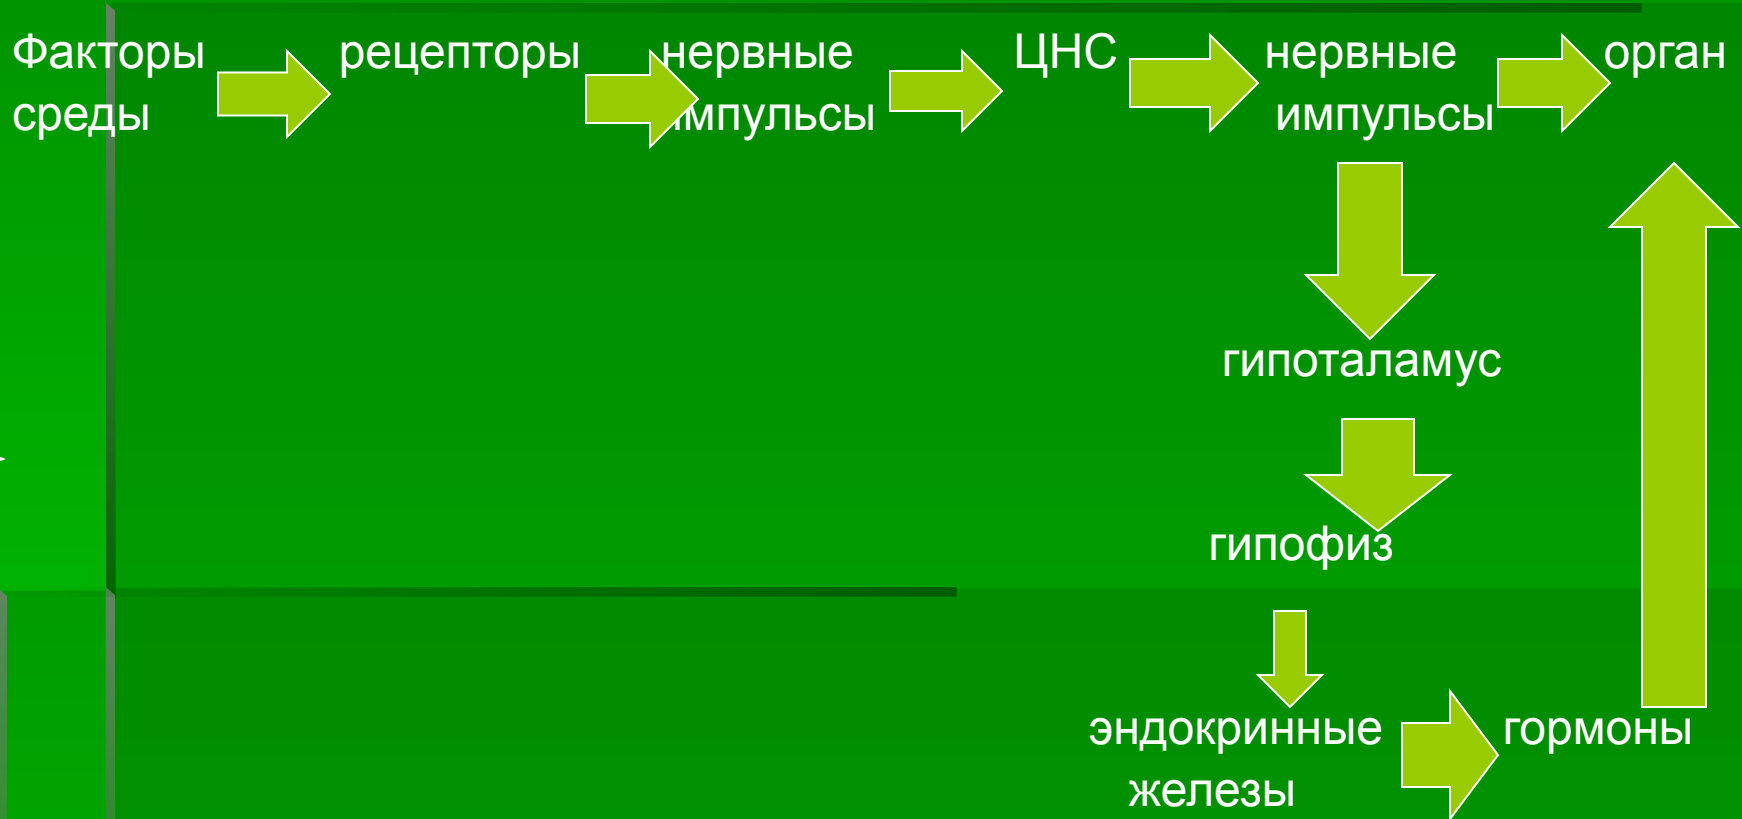 Факторы среды
рецепторы
нервные импульсы
ЦНС
нервные импульсы
орган
гипоталамус
гипофиз
эндокринные железы
гормоны